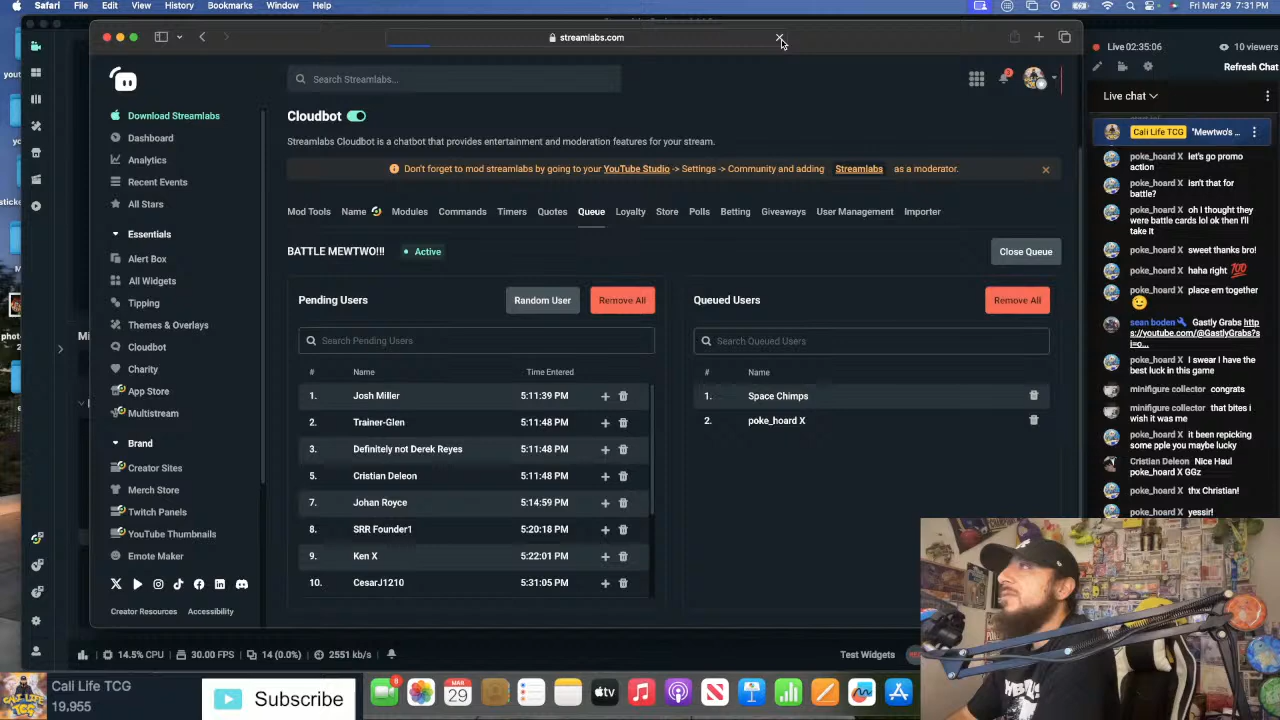 Safari File Edit View History Bookmarks Window Help
Fri Mar 29 7:31 PM
streamlabs.com
Live 02:35:06
10 viewers
Refresh Chat
Search Streamlabs...
Live chat
Download Streamlabs
Dashboard
Analytics
Recent Events
All Stars
Essentials
Alert Box
All Widgets
Tipping
Themes & Overlays
Cloudbot
Charity
App Store
Multistream
Brand
Creator Sites
Merch Store
Twitch Panels
YouTube Thumbnails
Emote Maker
Creator Resources Accessibility
Cloudbot
Streamlabs Cloudbot is a chatbot that provides entertainment and moderation features for your stream.
Don't forget to mod streamlabs by going to your YouTube Studio -> Settings -> Community and adding Streamlabs as a moderator.
Mod Tools Name Modules Commands Timers Quotes Queue Loyalty Store Polls Betting Giveaways User Management Importer
BATTLE MEWTWO!!! Active
Close Queue
Pending Users
Random User
Remove All
Search Pending Users
# Name Time Entered
1. Josh Miller 5:11:39 PM
2. Trainer-Glen 5:11:48 PM
3. Definitely not Derek Reyes 5:11:48 PM
5. Cristian Deleon 5:11:48 PM
7. Johan Royce 5:14:59 PM
8. SRR Founder1 5:20:18 PM
9. Ken X 5:22:01 PM
10. CesarJ1210 5:31:05 PM
Queued Users
Remove All
Search Queued Users
# Name
1. Space Chimps
2. poke_hoard X
Cali Life TCG "Mewtwo's ...
poke_hoard X let's go promo
action
poke_hoard X isn't that for
battle?
poke_hoard X oh I thought they
were battle cards lol ok then I'll
take it
poke_hoard X sweet thanks bro!
poke_hoard X haha right 💯
poke_hoard X place em together
😉
sean boden Gastly Grabs http
s://youtube.com/@GastlyGrabs?s
i=o...
poke_hoard X I swear I have the
best luck in this game
minifigure collector congrats
minifigure collector that bites i
wish it was me
poke_hoard X it been repicking
some pple you maybe lucky
Cristian Deleon Nice Haul
poke_hoard X GGz
poke_hoard X thx Christian!
poke_hoard X yessir!
14.5% CPU 30.00 FPS 14 (0.0%) 2551 kb/s
Test Widgets
Cali Life TCG
19,955
Subscribe
MAR
29
tv